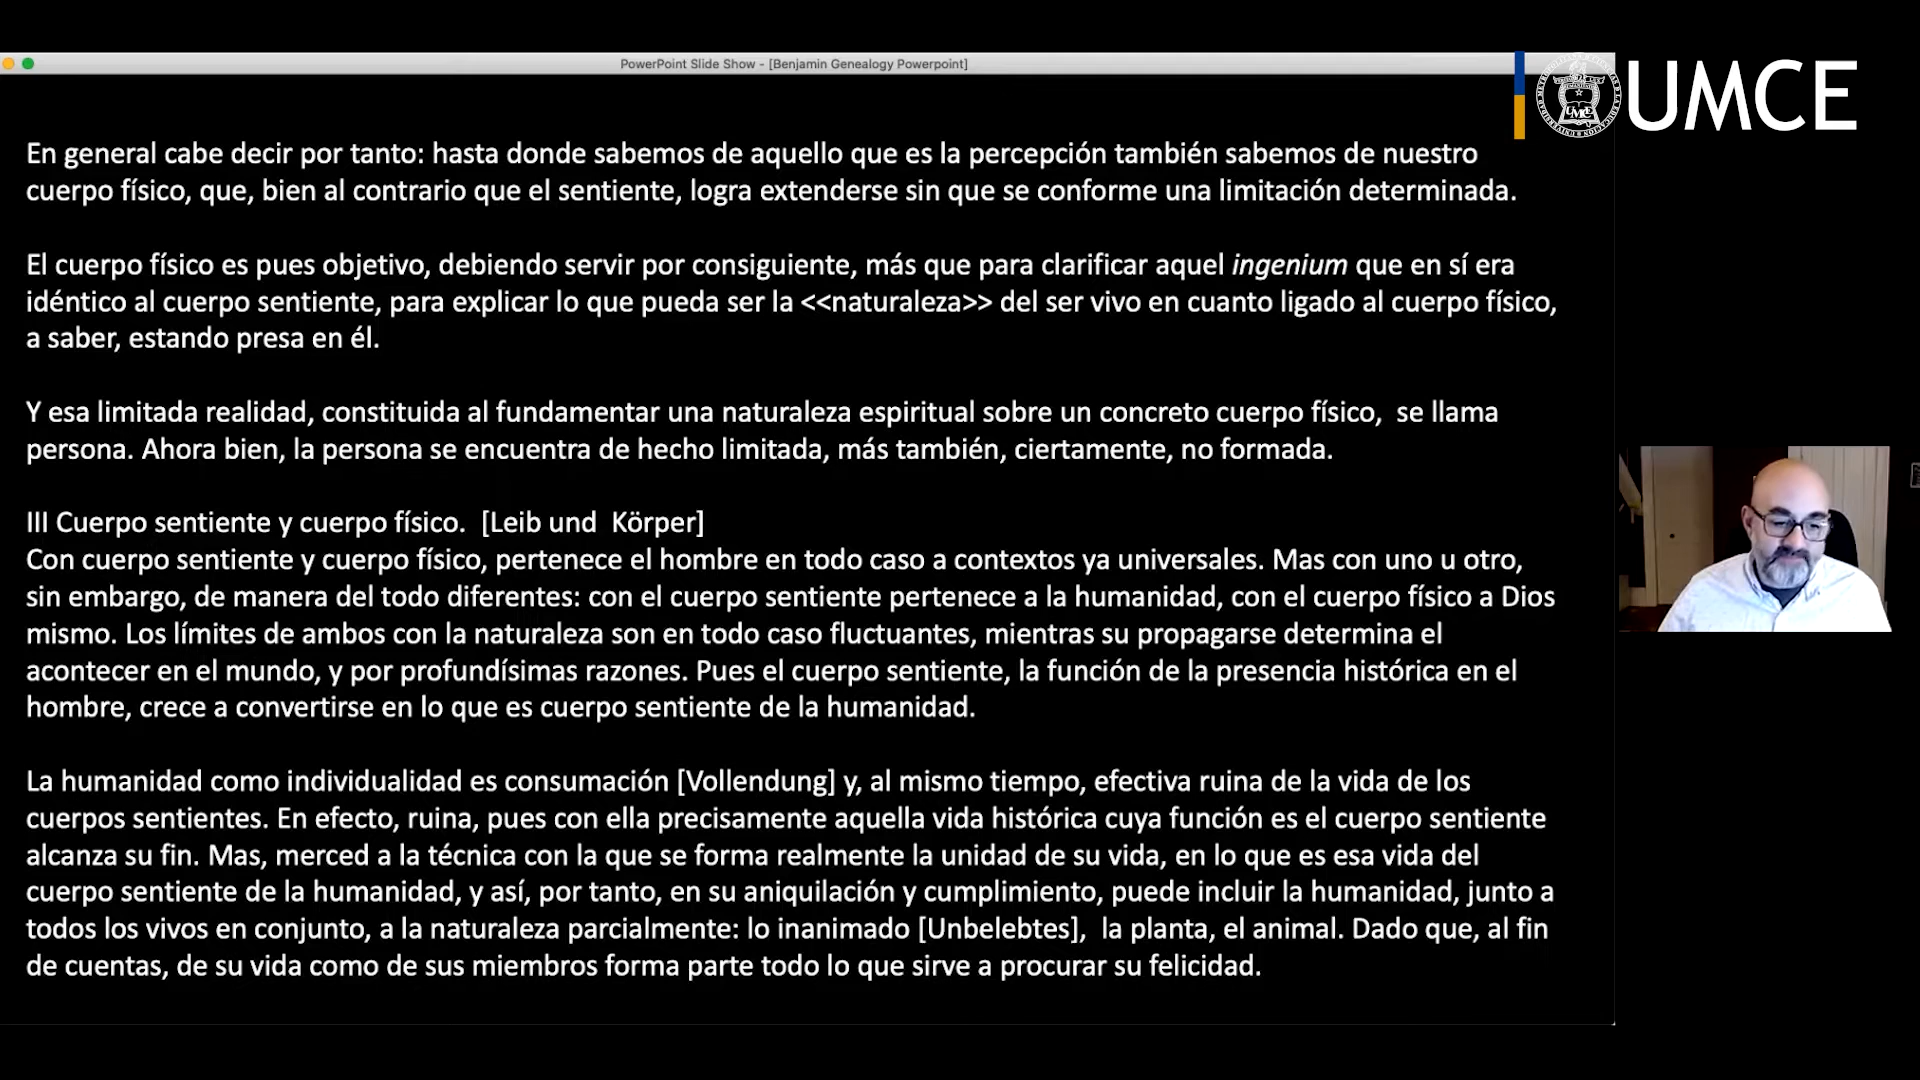 PowerPoint Slide Show - [Benjamin Genealogy Powerpoint]
UMCE
En general cabe decir por tanto: hasta donde sabemos de aquello que es la percepción también sabemos de nuestro
cuerpo físico, que, bien al contrario que el sentiente, logra extenderse sin que se conforme una limitación determinada.
El cuerpo físico es pues objetivo, debiendo servir por consiguiente, más que para clarificar aquel ingenium que en sí era
idéntico al cuerpo sentiente, para explicar lo que pueda ser la <<naturaleza>> del ser vivo en cuanto ligado al cuerpo físico,
a saber, estando presa en él.
Y esa limitada realidad, constituida al fundamentar una naturaleza espiritual sobre un concreto cuerpo físico,  se llama
persona. Ahora bien, la persona se encuentra de hecho limitada, más también, ciertamente, no formada.
III Cuerpo sentiente y cuerpo físico.  [Leib und  Körper]
Con cuerpo sentiente y cuerpo físico, pertenece el hombre en todo caso a contextos ya universales. Mas con uno u otro,
sin embargo, de manera del todo diferentes: con el cuerpo sentiente pertenece a la humanidad, con el cuerpo físico a Dios
mismo. Los límites de ambos con la naturaleza son en todo caso fluctuantes, mientras su propagarse determina el
acontecer en el mundo, y por profundísimas razones. Pues el cuerpo sentiente, la función de la presencia histórica en el
hombre, crece a convertirse en lo que es cuerpo sentiente de la humanidad.
La humanidad como individualidad es consumación [Vollendung] y, al mismo tiempo, efectiva ruina de la vida de los
cuerpos sentientes. En efecto, ruina, pues con ella precisamente aquella vida histórica cuya función es el cuerpo sentiente
alcanza su fin. Mas, merced a la técnica con la que se forma realmente la unidad de su vida, en lo que es esa vida del
cuerpo sentiente de la humanidad, y así, por tanto, en su aniquilación y cumplimiento, puede incluir la humanidad, junto a
todos los vivos en conjunto, a la naturaleza parcialmente: lo inanimado [Unbelebtes],  la planta, el animal. Dado que, al fin
de cuentas, de su vida como de sus miembros forma parte todo lo que sirve a procurar su felicidad.